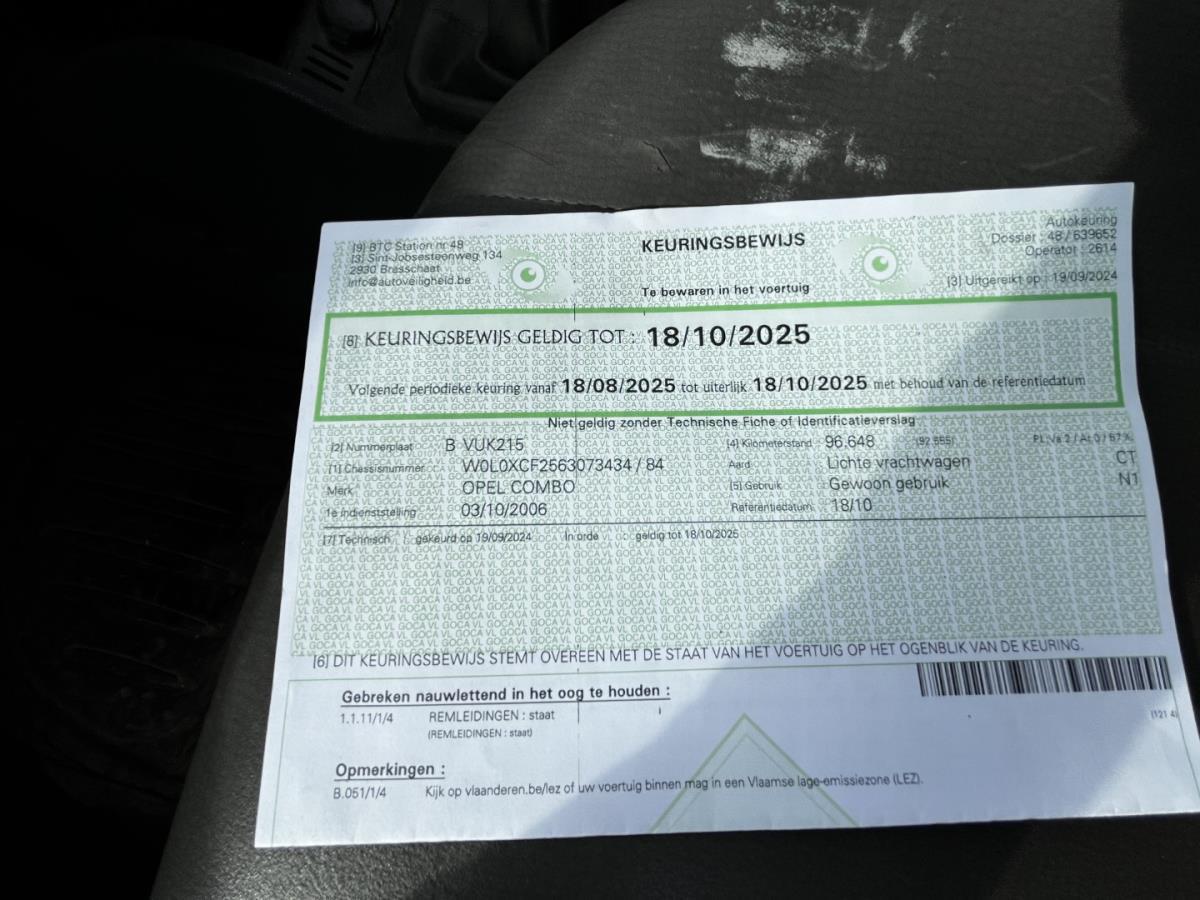 [9] BTC Station nr 48
[3] Sint-Jobsesteenweg 134
2930 Brasschaat
info@autoveiligheid.be
KEURINGSBEWIJS
Te bewaren in het voertuig
Autokeuring
Dossier : 48 / 639652
Operator : 2614
[3] Uitgereikt op : 19/09/2024
[8] KEURINGSBEWIJS GELDIG TOT : 18/10/2025
Volgende periodieke keuring vanaf 18/08/2025 tot uiterlijk 18/10/2025 met behoud van de referentiedatum
Niet geldig zonder Technische Fiche of Identificatieverslag
[2] Nummerplaat B VUK215 [4] Kilometerstand 96.648 (92.555)
[1] Chassisnummer W0L0XCF2563073434 / 84 Aard Lichte vrachtwagen CT
Merk OPEL COMBO [5] Gebruik Gewoon gebruik N1
1e indienststelling 03/10/2006 Referentiedatum 18/10
[7] Technisch : gekeurd op 19/09/2024 In orde : geldig tot 18/10/2025
[6] DIT KEURINGSBEWIJS STEMT OVEREEN MET DE STAAT VAN HET VOERTUIG OP HET OGENBLIK VAN DE KEURING.
Gebreken nauwlettend in het oog te houden :
1.1.11/1/4 REMLEIDINGEN : staat
(REMLEIDINGEN : staat)
(121.4)
Opmerkingen :
B.051/1/4 Kijk op vlaanderen.be/lez of uw voertuig binnen mag in een Vlaamse lage-emissiezone (LEZ).